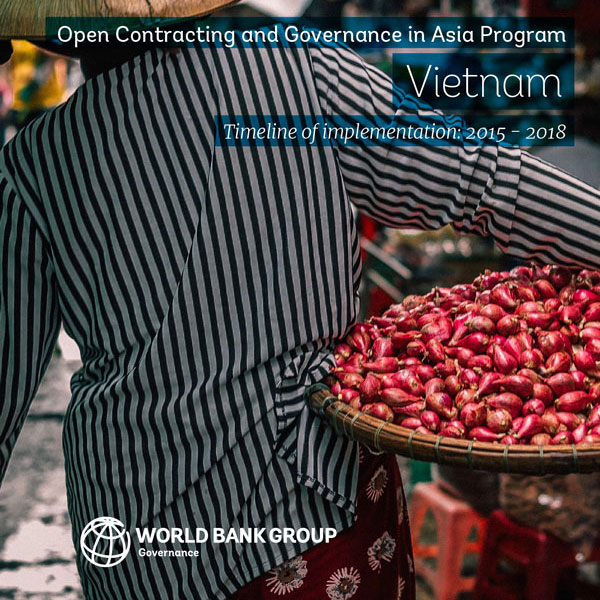 Open Contracting and Governance in Asia Program
Vietnam
Timeline of implementation: 2015 - 2018
WORLD BANK GROUP
Governance